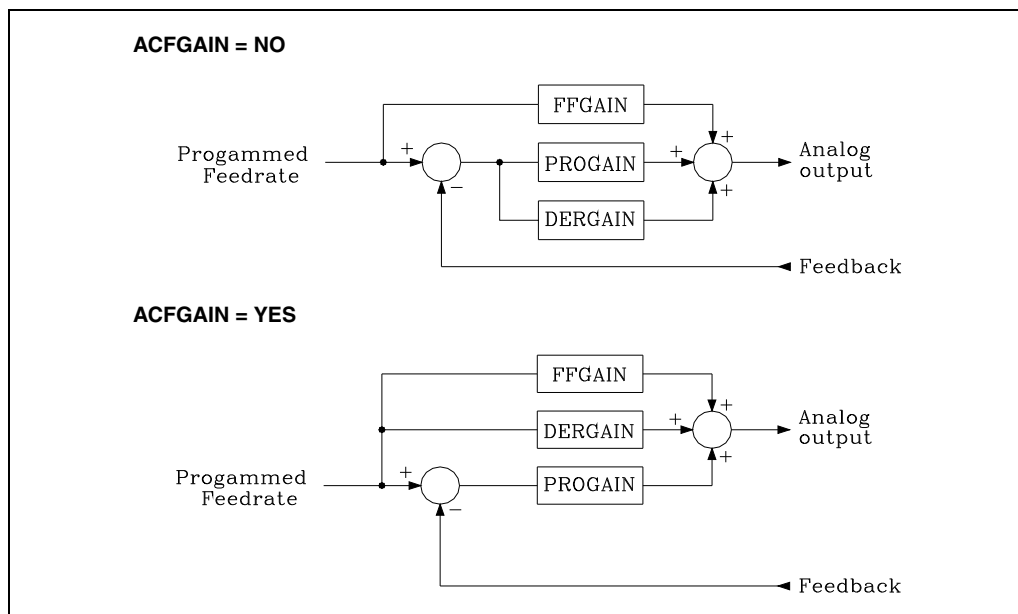 ACFGAIN = NO
FFGAIN
+
Progammed
Feedrate
+
−
PROGAIN
+
Analog
output
DERGAIN
+
Feedback
ACFGAIN = YES
FFGAIN
+
DERGAIN
+
Analog
output
Progammed
Feedrate
+
−
PROGAIN
+
Feedback